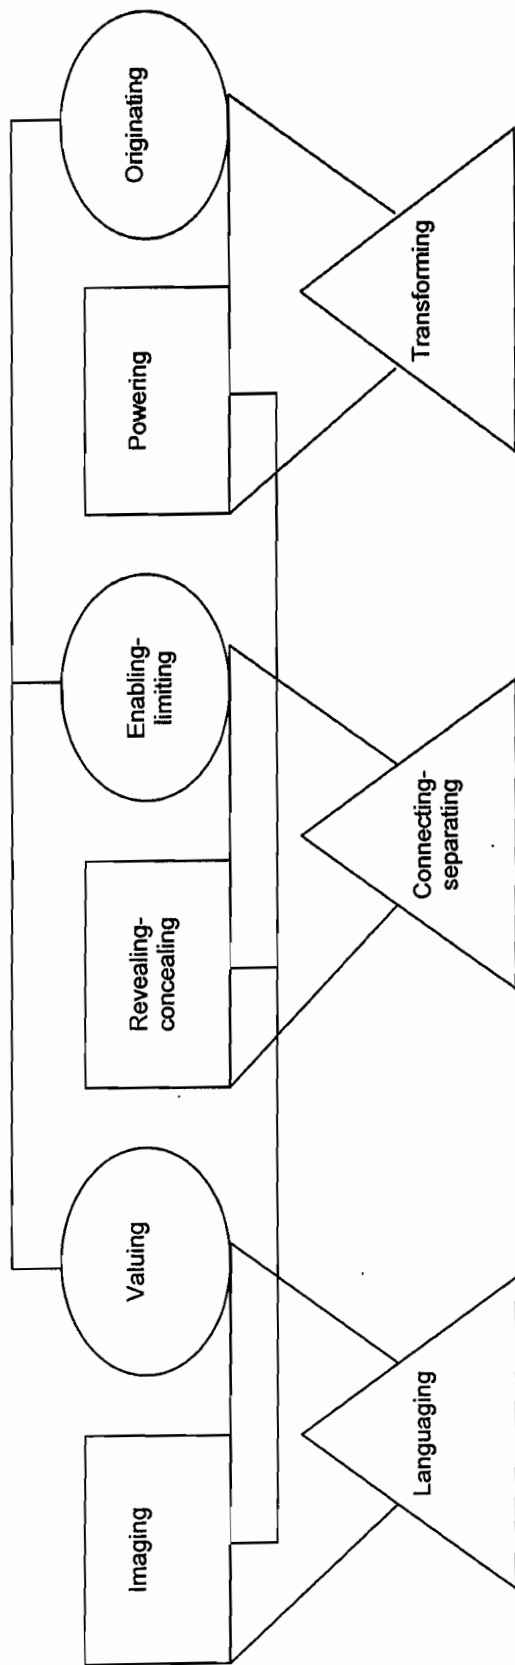 Imaging
Valuing
Revealing-
concealing
Enabling-
limiting
Powering
Originating
Languaging
Connecting-
separating
Transforming